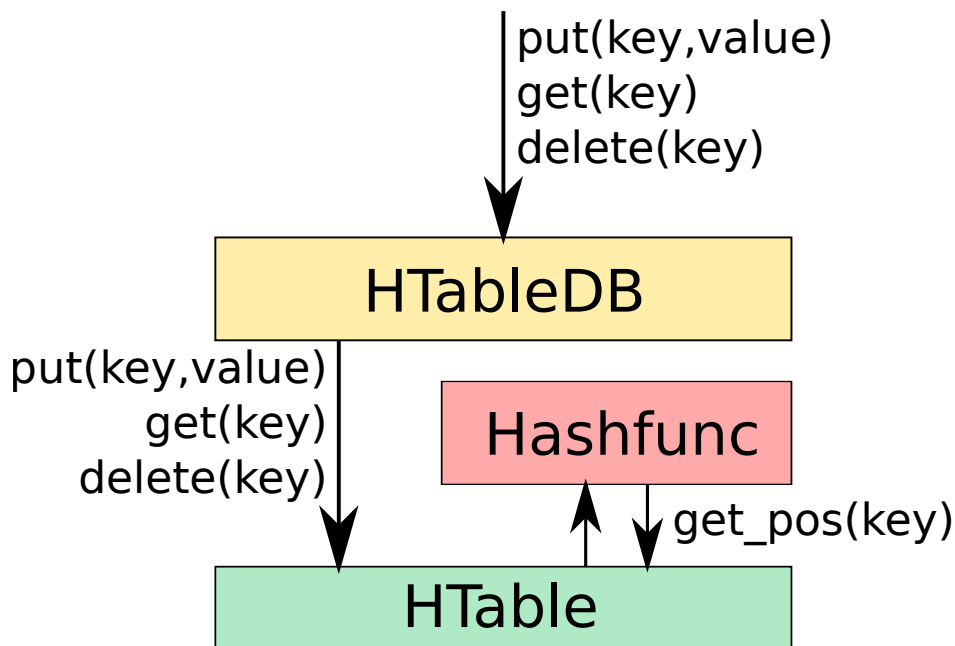 put(key,value)
get(key)
delete(key)
HTableDB
put(key,value)
get(key)
delete(key)
Hashfunc
get_pos(key)
HTable